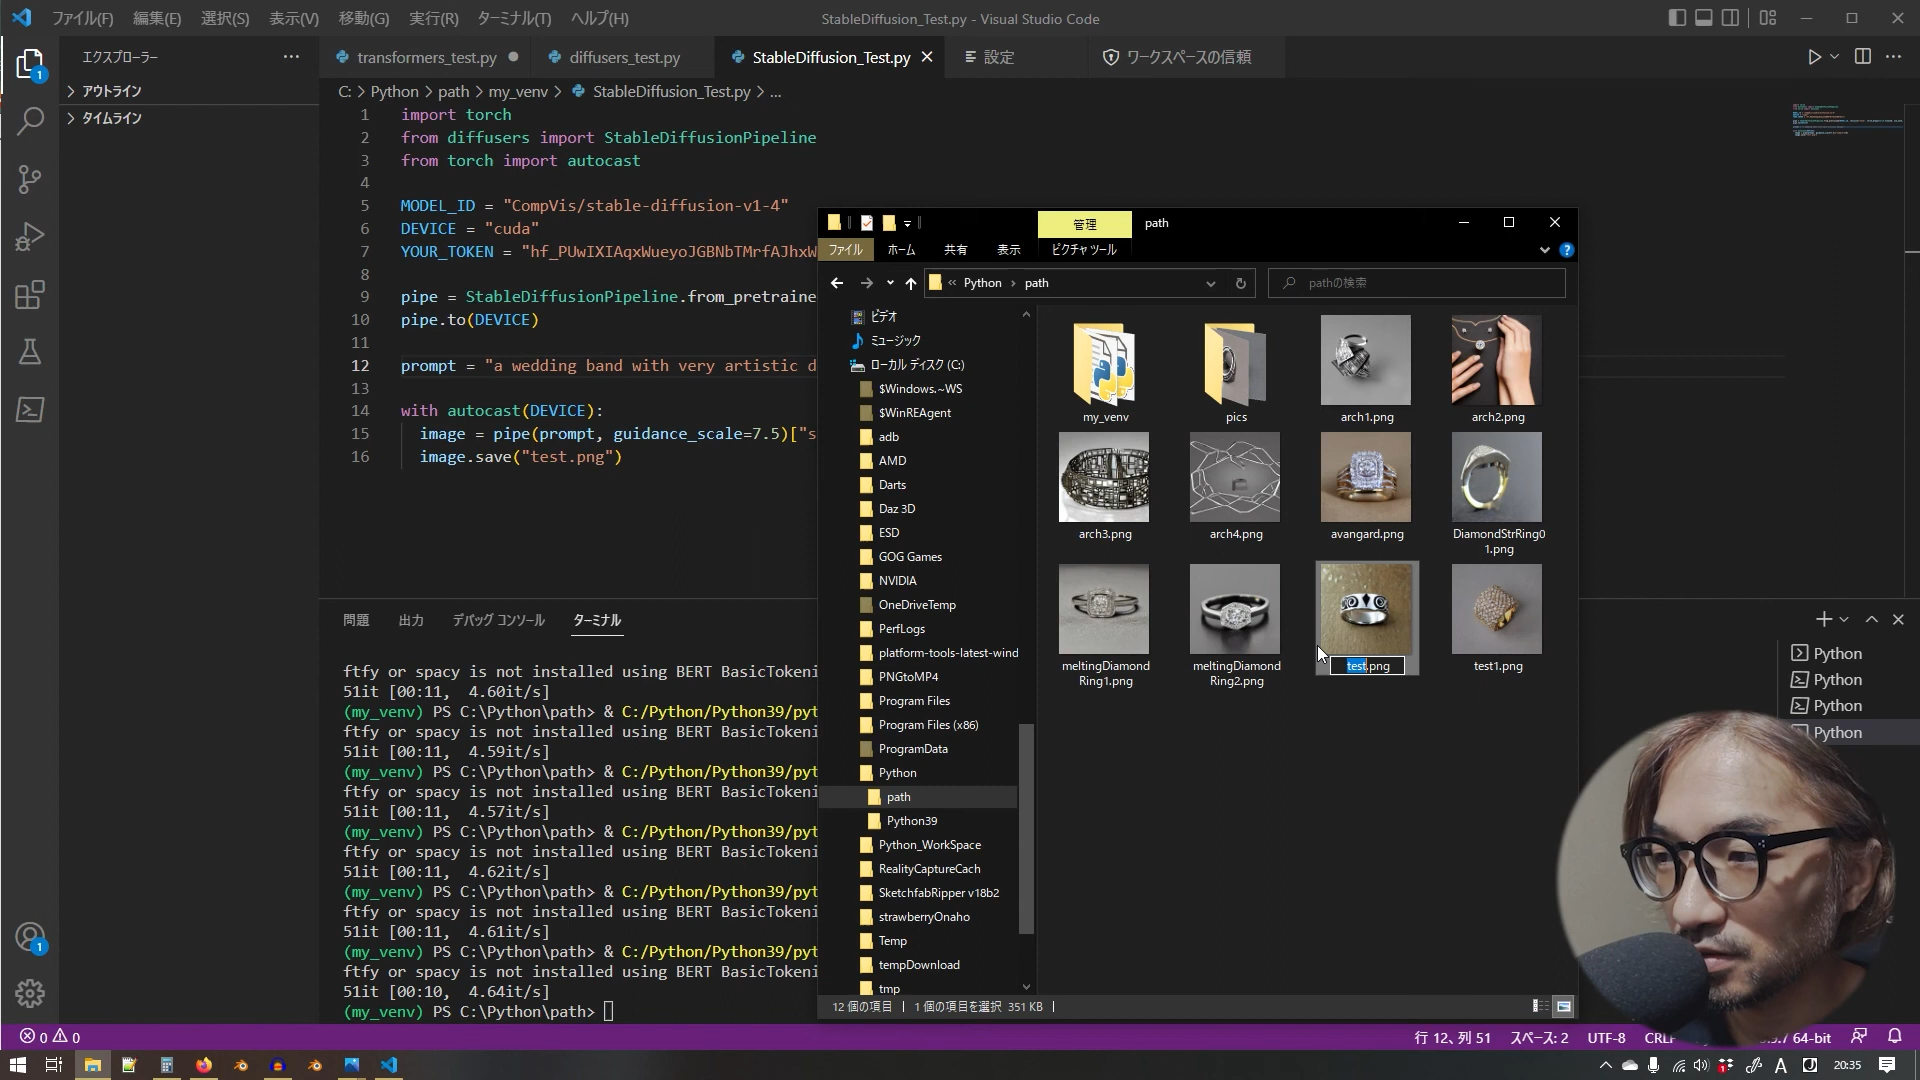 ファイル(F) 編集(E) 選択(S) 表示(V) 移動(G) 実行(R) ターミナル(T) ヘルプ(H)
StableDiffusion_Test.py - Visual Studio Code
エクスプローラー
transformers_test.py
diffusers_test.py
StableDiffusion_Test.py
設定
ワークスペースの信頼
アウトライン
タイムライン
C: > Python > path > my_venv > StableDiffusion_Test.py > ...
1 import torch
2 from diffusers import StableDiffusionPipeline
3 from torch import autocast
4
5 MODEL_ID = "CompVis/stable-diffusion-v1-4"
6 DEVICE = "cuda"
7 YOUR_TOKEN = "hf_PUwIXIAqxWueyoJGBNbTMrfAJhxW
8
9 pipe = StableDiffusionPipeline.from_pretraine
10 pipe.to(DEVICE)
11
12 prompt = "a wedding band with very artistic d
13
14 with autocast(DEVICE):
15 image = pipe(prompt, guidance_scale=7.5)["s
16 image.save("test.png")
問題 出力 デバッグ コンソール ターミナル
ftfy or spacy is not installed using BERT BasicTokeni
51it [00:11, 4.60it/s]
(my_venv) PS C:\Python\path> & C:/Python/Python39/pyt
ftfy or spacy is not installed using BERT BasicTokeni
51it [00:11, 4.59it/s]
(my_venv) PS C:\Python\path> & C:/Python/Python39/pyt
ftfy or spacy is not installed using BERT BasicTokeni
51it [00:11, 4.57it/s]
(my_venv) PS C:\Python\path> & C:/Python/Python39/pyt
ftfy or spacy is not installed using BERT BasicTokeni
51it [00:11, 4.62it/s]
(my_venv) PS C:\Python\path> & C:/Python/Python39/pyt
ftfy or spacy is not installed using BERT BasicTokeni
51it [00:11, 4.61it/s]
(my_venv) PS C:\Python\path> & C:/Python/Python39/pyt
ftfy or spacy is not installed using BERT BasicTokeni
51it [00:10, 4.64it/s]
(my_venv) PS C:\Python\path>
管理
path
ファイル ホーム 共有 表示 ピクチャ ツール
« Python › path
pathの検索
ビデオ
ミュージック
ローカル ディスク (C:)
$Windows.~WS
$WinREAgent
adb
AMD
Darts
Daz 3D
ESD
GOG Games
NVIDIA
OneDriveTemp
PerfLogs
platform-tools-latest-wind
PNGtoMP4
Program Files
Program Files (x86)
ProgramData
Python
path
Python39
Python_WorkSpace
RealityCaptureCach
SketchfabRipper v18b2
strawberryOnaho
Temp
tempDownload
tmp
my_venv
pics
arch1.png
arch2.png
arch3.png
arch4.png
avangard.png
DiamondStrRing0
1.png
meltingDiamond
Ring1.png
meltingDiamond
Ring2.png
test.png
test1.png
12 個の項目 1 個の項目を選択 351 KB
Python
Python
Python
Python
0 0
行 12、列 51 スペース: 2 UTF-8 64-bit
A
20:35